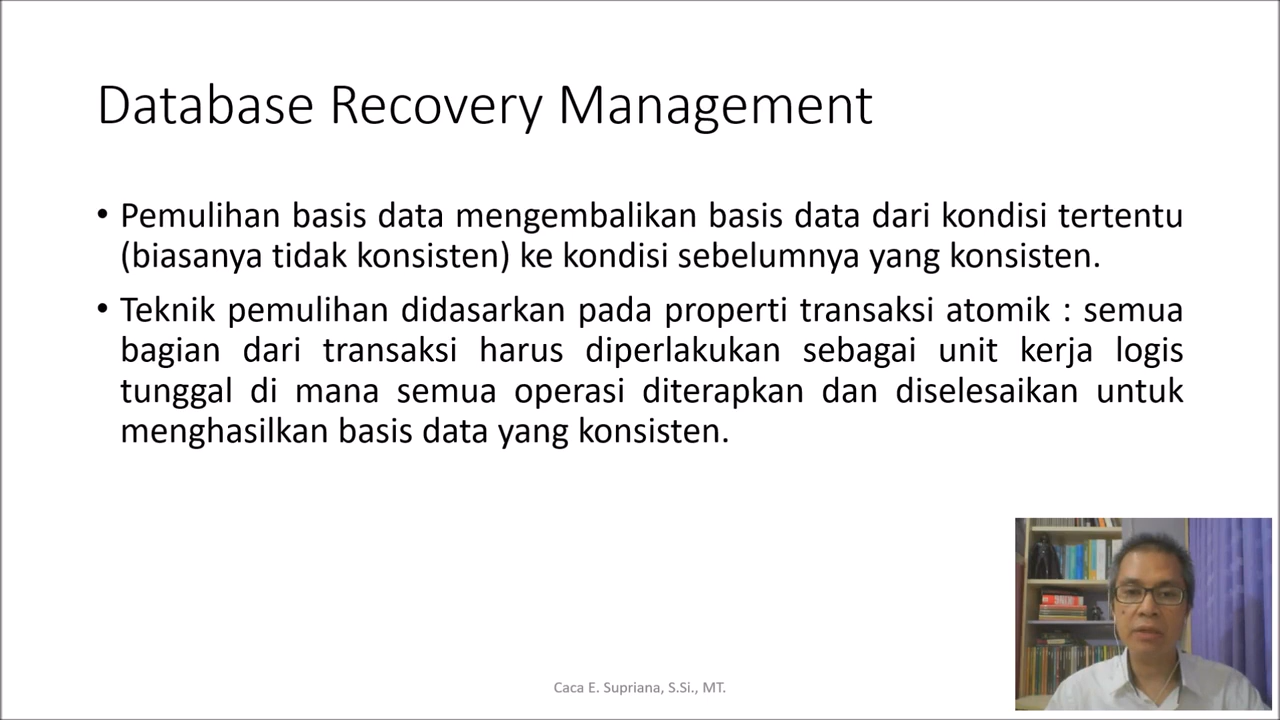 Database Recovery Management
• Pemulihan basis data mengembalikan basis data dari kondisi tertentu
(biasanya tidak konsisten) ke kondisi sebelumnya yang konsisten.
• Teknik pemulihan didasarkan pada properti transaksi atomik : semua
bagian dari transaksi harus diperlakukan sebagai unit kerja logis
tunggal di mana semua operasi diterapkan dan diselesaikan untuk
menghasilkan basis data yang konsisten.
Caca E. Supriana, S.Si., MT.